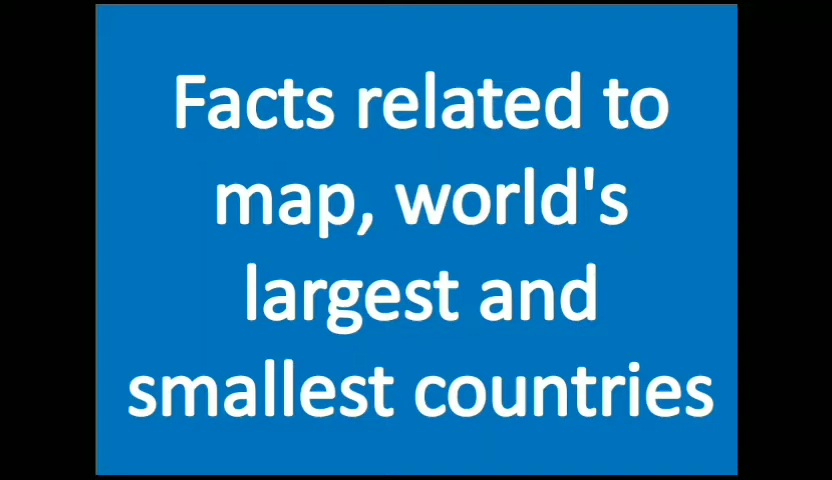 Facts related to
map, world's
largest and
smallest countries